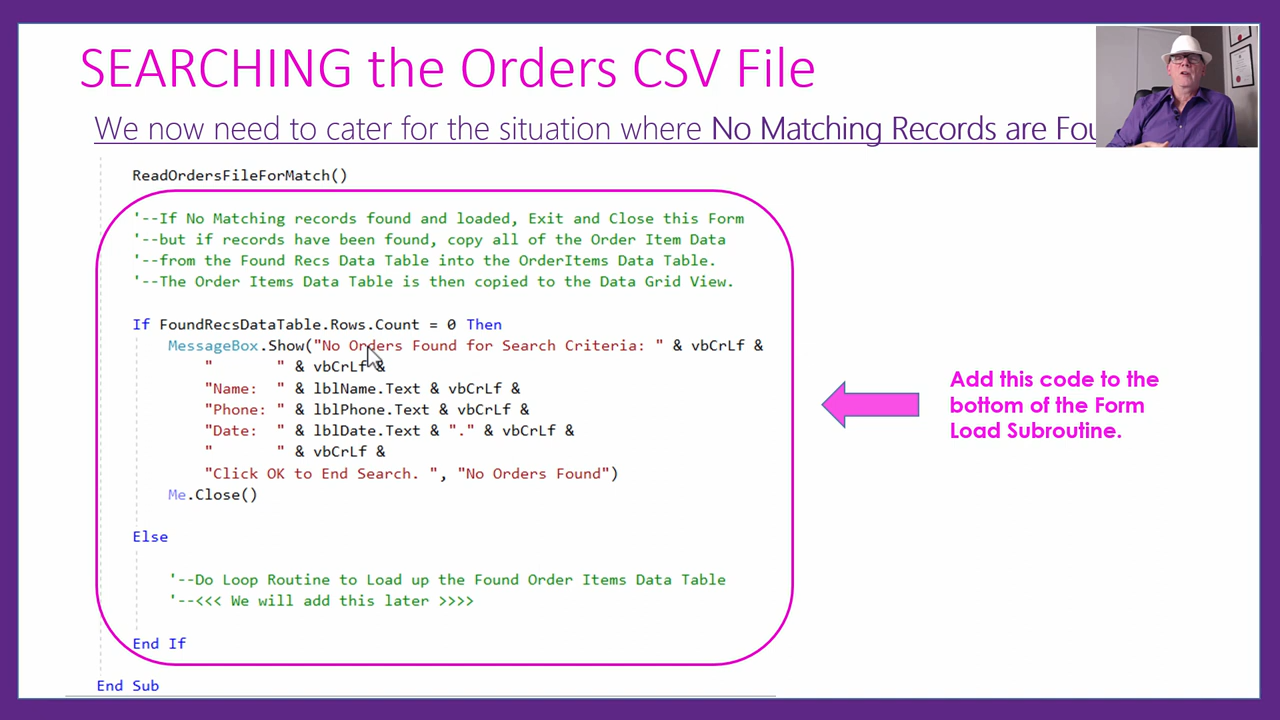 SEARCHING the Orders CSV File
We now need to cater for the situation where No Matching Records are
ReadOrdersFileForMatch()
'--If No Matching records found and loaded, Exit and Close this Form
'--but if records have been found, copy all of the Order Item Data
'--from the Found Recs Data Table into the OrderItems Data Table.
'--The Order Items Data Table is then copied to the Data Grid View.
If FoundRecsDataTable.Rows.Count = 0 Then
MessageBox.Show("No Orders Found for Search Criteria: " & vbCrLf &
"       " & vbCrLf &
"Name:  " & lblName.Text & vbCrLf &
"Phone: " & lblPhone.Text & vbCrLf &
"Date:  " & lblDate.Text & "." & vbCrLf &
"       " & vbCrLf &
"Click OK to End Search. ", "No Orders Found")
Me.Close()
Else
'--Do Loop Routine to Load up the Found Order Items Data Table
'--<<< We will add this later >>>>
End If
End Sub
Add this code to the
bottom of the Form
Load Subroutine.